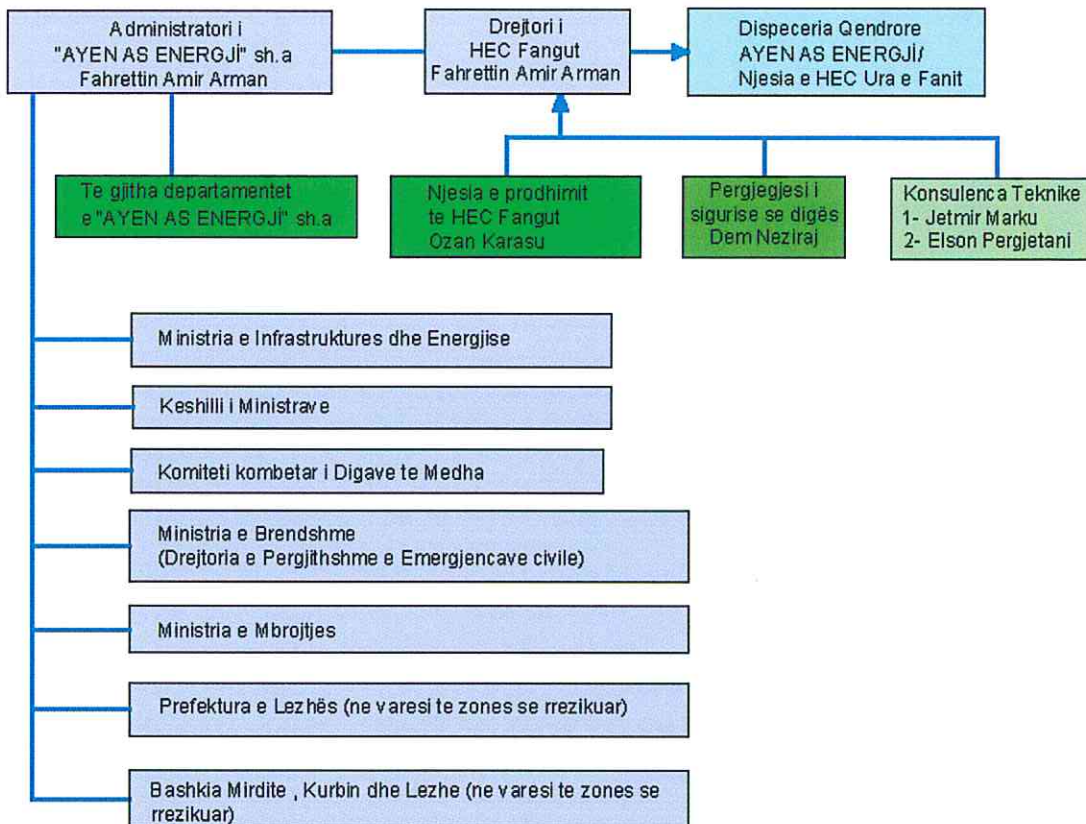 Administratori i
"AYEN AS ENERGJİ" sh.a
Fahrettin Amir Arman
Drejtori i
HEC Fangut
Fahrettin Amir Arman
Dispeceria Qendrore
AYEN AS ENERGJİ/
Njesia e HEC Ura e Fanit
Te gjitha departamentet
e "AYEN AS ENERGJİ" sh.a
Njesia e prodhimit
te HEC Fangut
Ozan Karasu
Pergjegjesi i
sigurise se digës
Dem Neziraj
Konsulenca Teknike
1- Jetmir Marku
2- Elson Pergjetani
Ministria e Infrastruktures dhe Energjise
Keshilli i Ministrave
Komiteti kombetar i Digave te Medha
Ministria e Brendshme
(Drejtoria e Pergjithshme e Emergjencave civile)
Ministria e Mbrojtjes
Prefektura e Lezhës (ne varesi te zones se rrezikuar)
Bashkia Mirdite , Kurbin dhe Lezhe (ne varesi te zones se
rrezikuar)